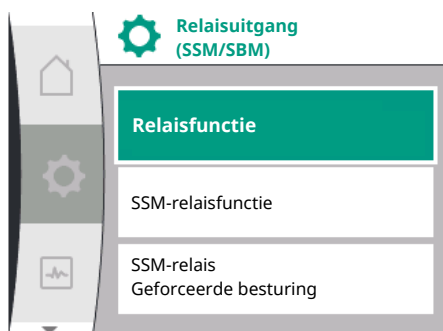 Relaisuitgang
(SSM/SBM)
Relaisfunctie
SSM-relaisfunctie
SSM-relais
Geforceerde besturing